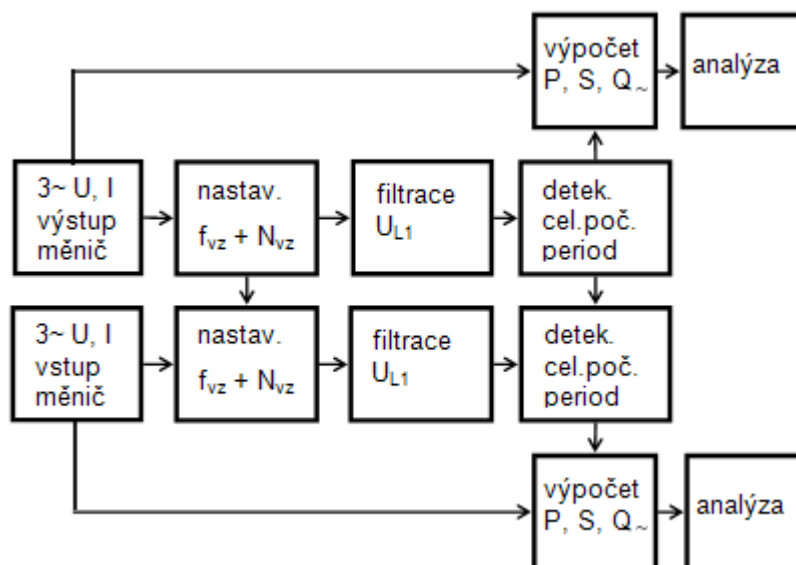 výpočet
P, S, Q~
analýza
3~ U, I
výstup
měnič
nastav.
fvz + Nvz
filtrace
UL1
detek.
cel.poč.
period
3~ U, I
vstup
měnič
nastav.
fvz + Nvz
filtrace
UL1
detek.
cel.poč.
period
výpočet
P, S, Q~
analýza